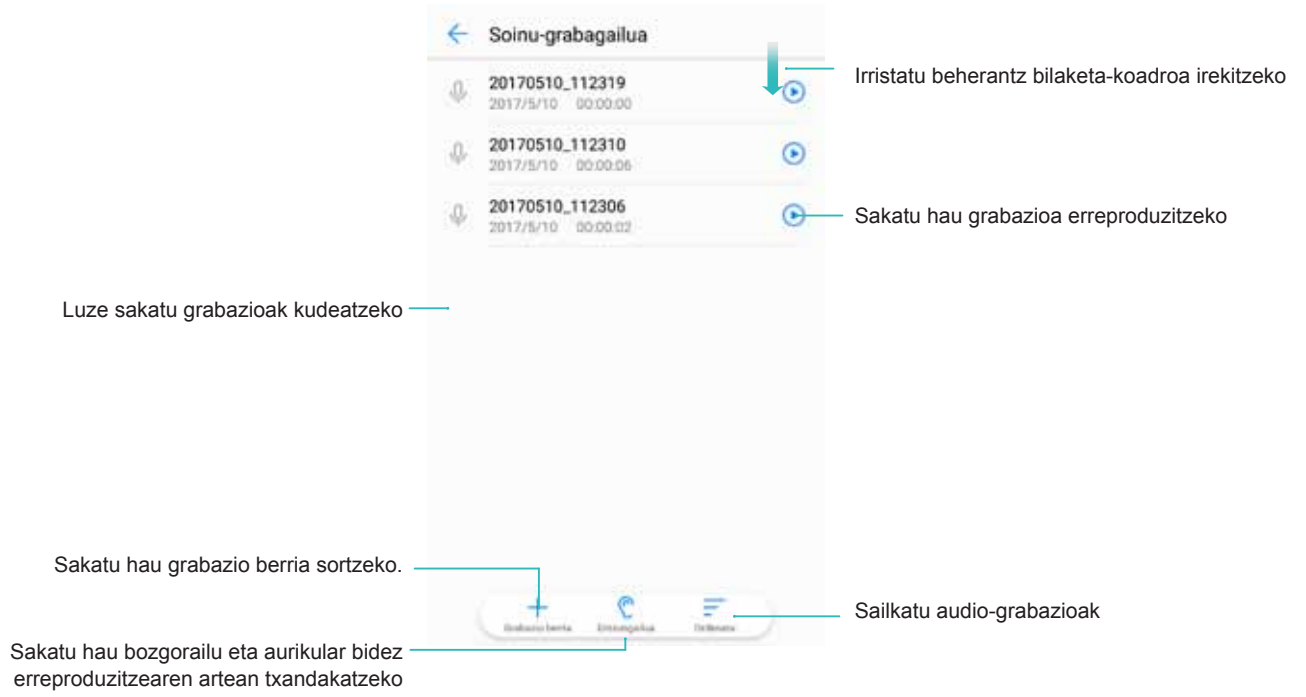 Soinu-grabagailua
Irristatu beherantz bilaketa-koadroa irekitzeko
20170510_112319
2017/5/10 00:00:00
20170510_112310
2017/5/10 00:00:06
20170510_112306
2017/5/10 00:00:02
Sakatu hau grabazioa erreproduzitzeko
Luze sakatu grabazioak kudeatzeko
Sakatu hau grabazio berria sortzeko.
Grabazio berria
Sailkatu audio-grabazioak
Sakatu hau bozgorailu eta aurikular bidez
erreproduzitzearen artean txandakatzeko